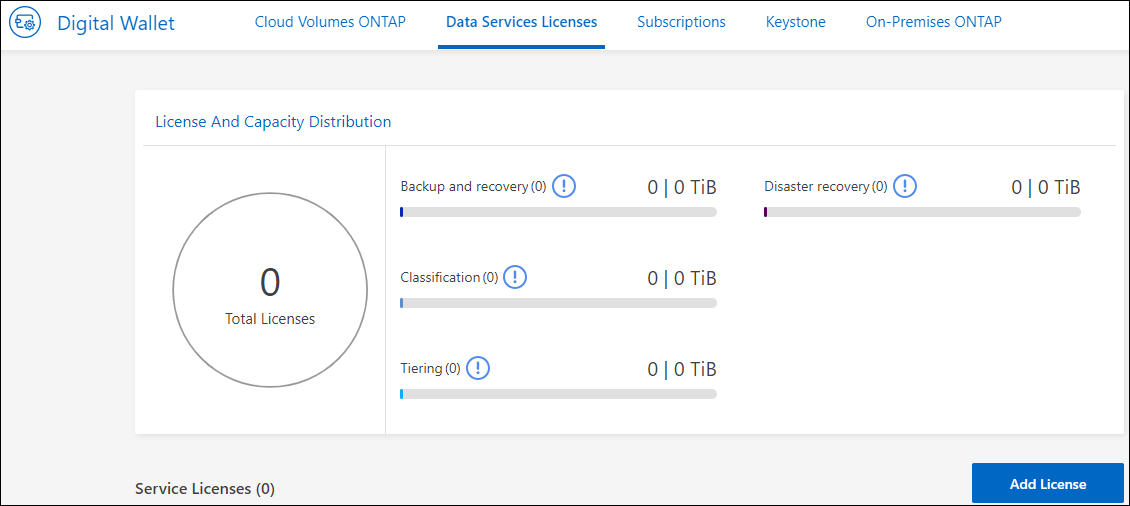 Digital Wallet
Cloud Volumes ONTAP
Data Services Licenses
Subscriptions
Keystone
On-Premises ONTAP
License And Capacity Distribution
0
Total Licenses
Backup and recovery (0)
0 | 0 TiB
Disaster recovery (0)
0 | 0 TiB
Classification (0)
0 | 0 TiB
Tiering (0)
0 | 0 TiB
Service Licenses (0)
Add License